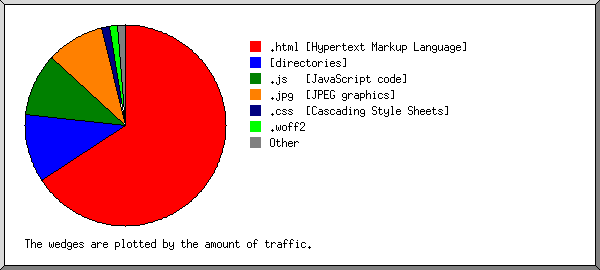 .html [Hypertext Markup Language]
[directories]
.js [JavaScript code]
.jpg [JPEG graphics]
.css [Cascading Style Sheets]
.woff2
Other
The wedges are plotted by the amount of traffic.